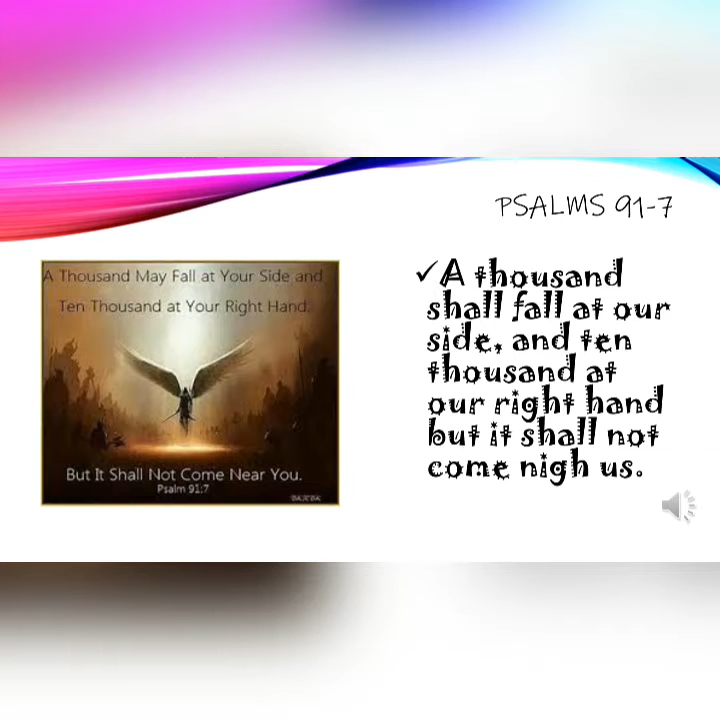 PSALMS 91-7
A Thousand May Fall at Your Side and
Ten Thousand at Your Right Hand.
But It Shall Not Come Near You.
Psalm 91:7
✓A thousand
shall fall at our
side, and ten
thousand at
our right hand
but it shall not
come nigh us.